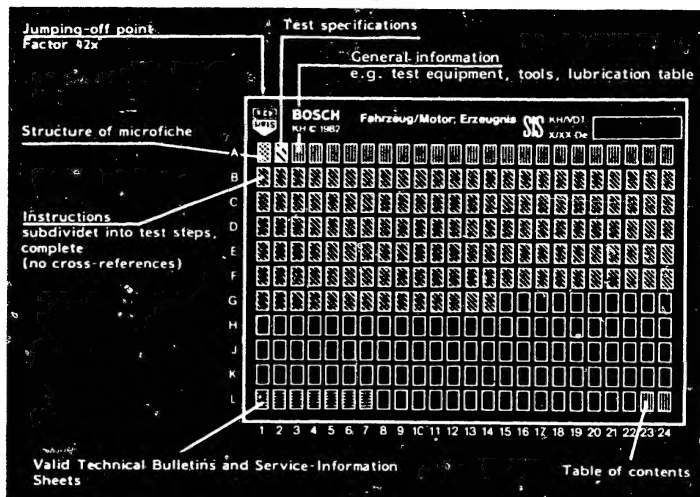 Jumping-off point
Factor 42x
Test specifications
General information
e.g. test equipment, tools, lubrication table
BOSCH
KH © 1982
Fahrzeug/Motor; Erzeugnis
SIS
KH/VDT
X/XX De
Structure of microfiche
Instructions
subdividet into test steps,
complete
(no cross-references)
A
B
C
D
E
F
G
H
J
K
L
1 2 3 4 5 6 7 8 9 10 11 12 13 14 15 16 17 18 19 20 21 22 23 24
Valid Technical Bulletins and Service-Information
Sheets
Table of contents